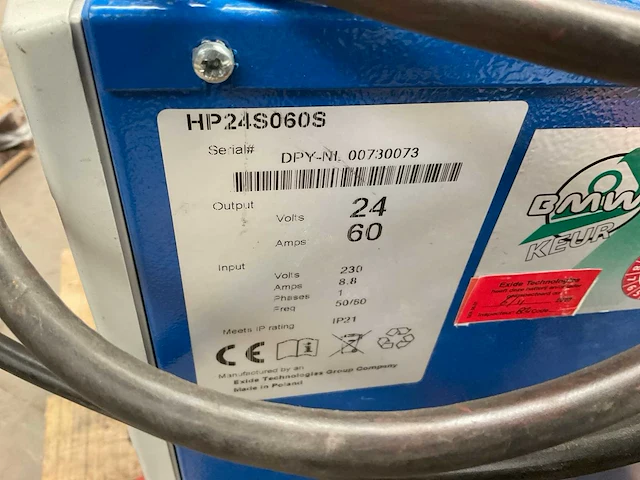 HP24S060S
Serial# DPY-NL 00730073
Output
Volts 24
Amps 60
Input
Volts 230
Amps 8.8
Phases 1
Freq 50/60
Meets IP rating IP21
CE
Manufactured by an
Exide Technologies Group Company
Made in Poland
BMW
KEUR
Exide Technologies